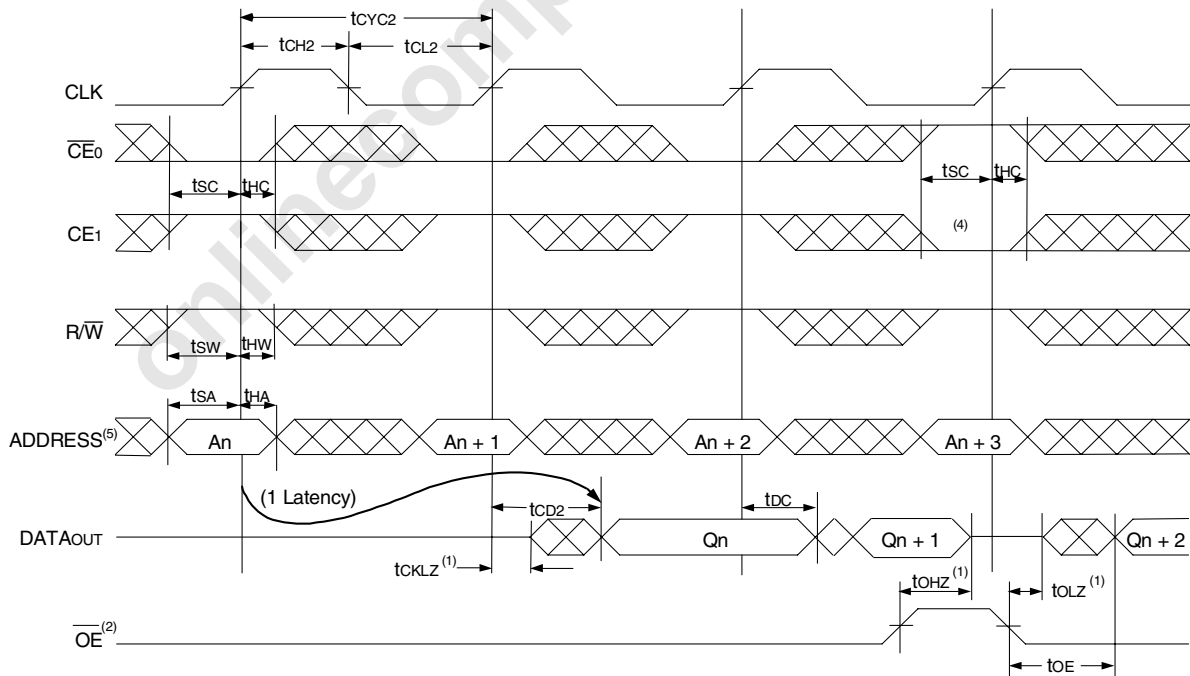 onlinecomp
tCYC2
tCH2 tCL2
CLK
CE0
tSC tHC tSC tHC
CE1 (4)
R/W
tSW tHW
tSA tHA
ADDRESS(5) An An + 1 An + 2 An + 3
(1 Latency) tCD2 tDC
DATAOUT Qn Qn + 1 Qn + 2
tCKLZ (1) tOHZ (1) tOLZ (1)
OE(2)
tOE